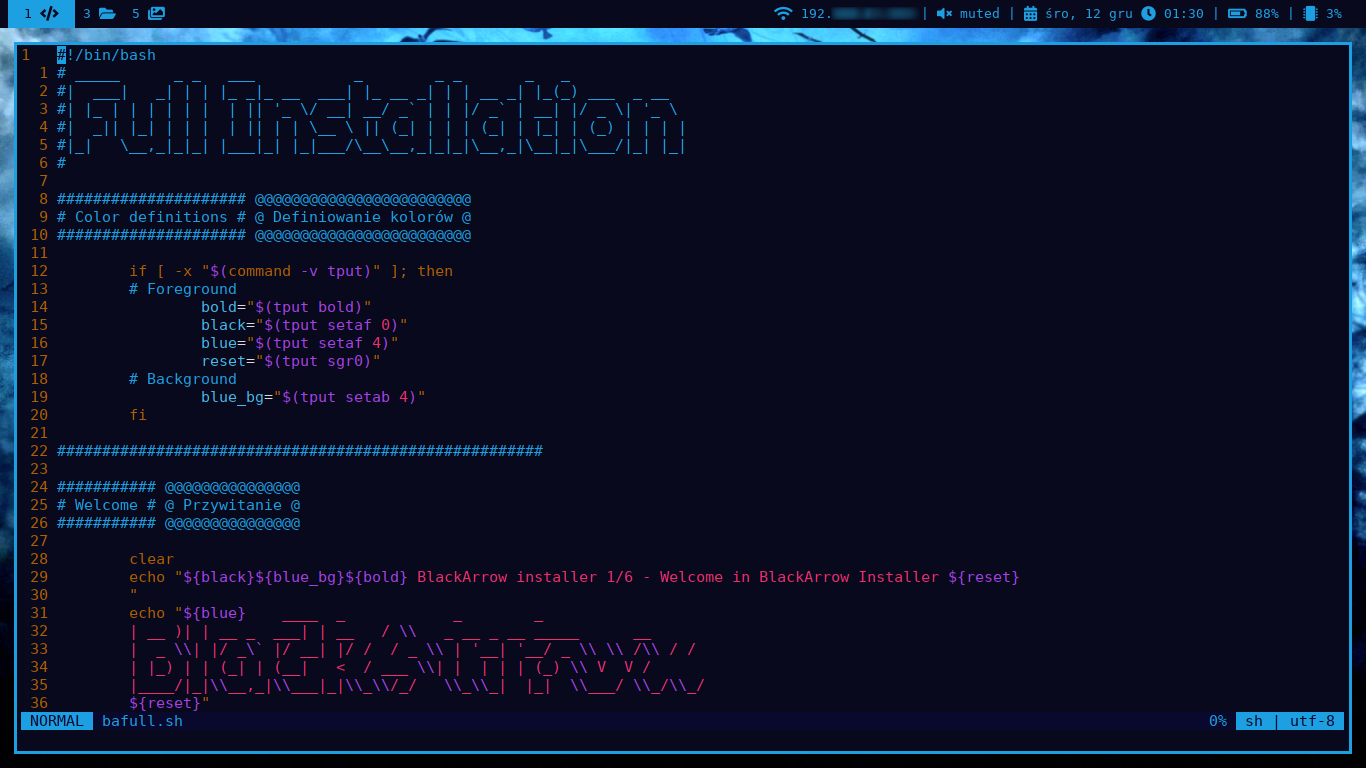 1 3 5 192. | muted | śro, 12 gru 01:30 | 88% | 3%
1 #!/bin/bash
1 # _____ _ _ ___ _ _ _ _ _
2 #| ___| _| | | |_ _|_ __ ___| |_ __ _| | | __ _| |_(_) ___ _ __
3 #| |_ | | | | | | | || '_ \/ __| __/ _` | | |/ _` | __| |/ _ \| '_ \
4 #| _|| |_| | | | | || | | \__ \ || (_| | | | (_| | |_| | (_) | | | |
5 #|_| \__,_|_|_| |___|_| |_|___/\__\__,_|_|_|\__,_|\__|_|\___/|_| |_|
6 #
7
8 ##################### @@@@@@@@@@@@@@@@@@@@@@@@
9 # Color definitions # @ Definiowanie kolorów @
10 ##################### @@@@@@@@@@@@@@@@@@@@@@@@
11
12 if [ -x "$(command -v tput)" ]; then
13 # Foreground
14 bold="$(tput bold)"
15 black="$(tput setaf 0)"
16 blue="$(tput setaf 4)"
17 reset="$(tput sgr0)"
18 # Background
19 blue_bg="$(tput setab 4)"
20 fi
21
22 ######################################################
23
24 ########### @@@@@@@@@@@@@@@
25 # Welcome # @ Przywitanie @
26 ########### @@@@@@@@@@@@@@@
27
28 clear
29 echo "${black}${blue_bg}${bold} BlackArrow installer 1/6 - Welcome in BlackArrow Installer ${reset}
30 "
31 echo "${blue} ____ _ _ _
32 | __ )| | __ _ ___| | __ / \\ _ __ _ __ _____ __
33 | _ \\| |/ _\` |/ __| |/ / / _ \\ | '__| '__/ _ \\ \\ /\\ / /
34 | |_) | | (_| | (__| < / ___ \\| | | | | (_) \\ V V /
35 |____/|_|\\__,_|\\___|_|\\_\\/_/ \\_\\_| |_| \\___/ \\_/\\_/
36 ${reset}"
NORMAL bafull.sh 0% sh | utf-8